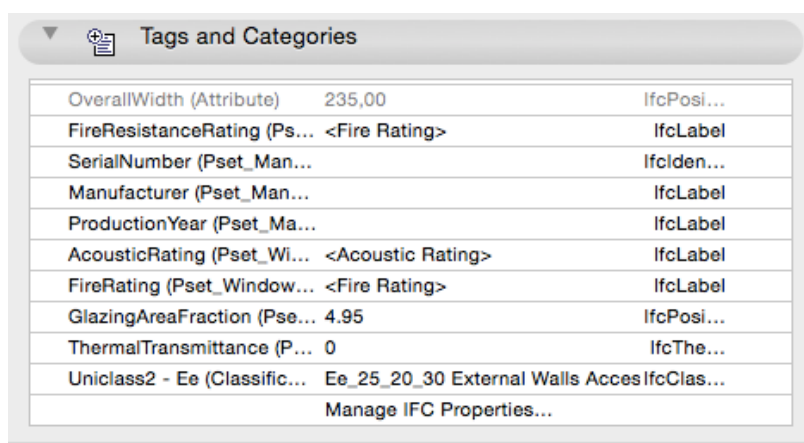 Tags and Categories
OverallWidth (Attribute) 235,00 IfcPosi...
FireResistanceRating (Ps... <Fire Rating> IfcLabel
SerialNumber (Pset_Man... IfcIden...
Manufacturer (Pset_Man... IfcLabel
ProductionYear (Pset_Ma... IfcLabel
AcousticRating (Pset_Wi... <Acoustic Rating> IfcLabel
FireRating (Pset_Window... <Fire Rating> IfcLabel
GlazingAreaFraction (Pse... 4.95 IfcPosi...
ThermalTransmittance (P... 0 IfcThe...
Uniclass2 - Ee (Classific... Ee_25_20_30 External Walls Acces IfcClas...
Manage IFC Properties...